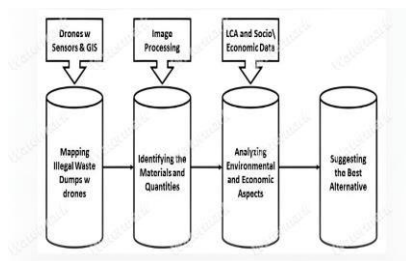 Drones w
Sensors & GIS
Image
Processing
LCA and Socio\
Economic Data
Mapping
Illegal Waste
Dumps w
drones
Identifying the
Materials and
Quantities
Analyzing
Environmental
and Economic
Aspects
Suggesting
the Best
Alternative